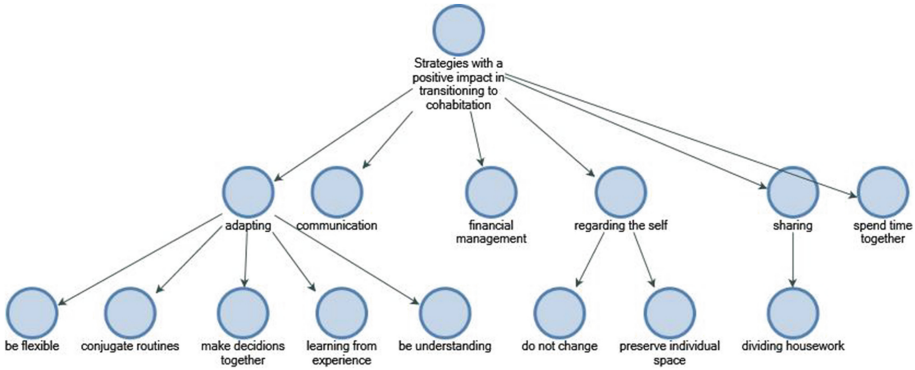 Strategies with a
positive impact in
transitioning to
cohabitation
adapting
communication
financial
management
regarding the self
sharing
spend time
together
be flexible
conjugate routines
make decidions
together
learning from
experience
be understanding
do not change
preserve individual
space
dividing housework